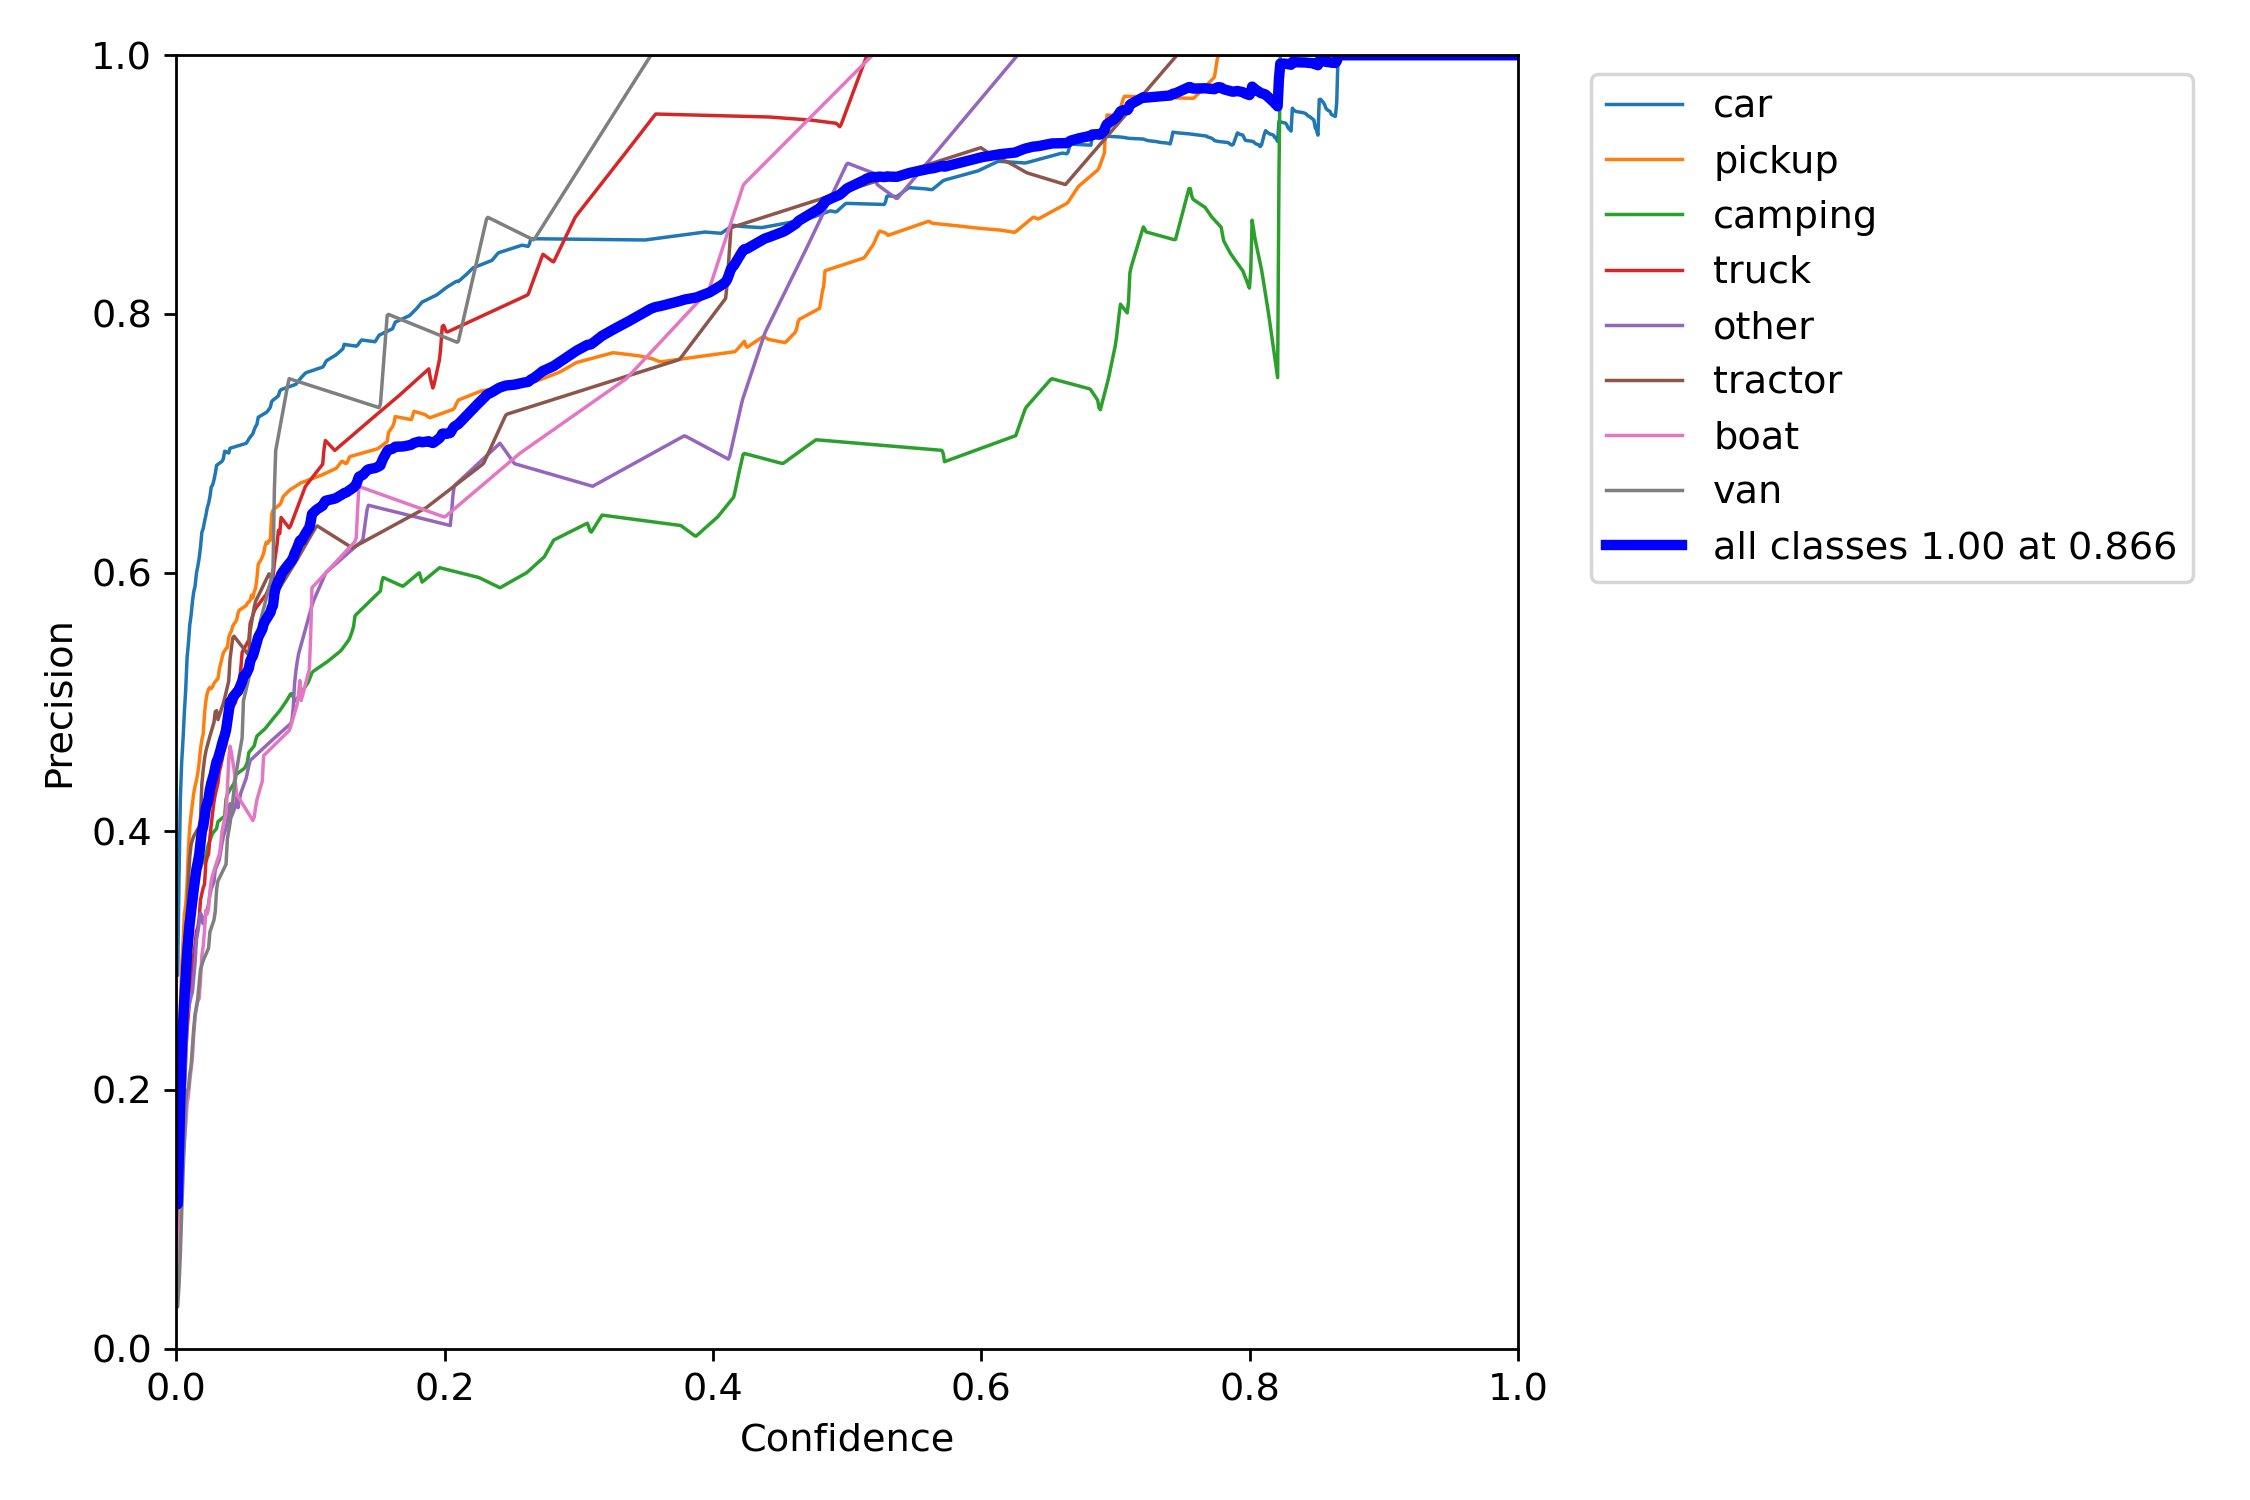 1.0
0.8
0.6
0.4
0.2
0.0
Precision
0.0 0.2 0.4 0.6 0.8 1.0
Confidence
car
pickup
camping
truck
other
tractor
boat
van
all classes 1.00 at 0.866